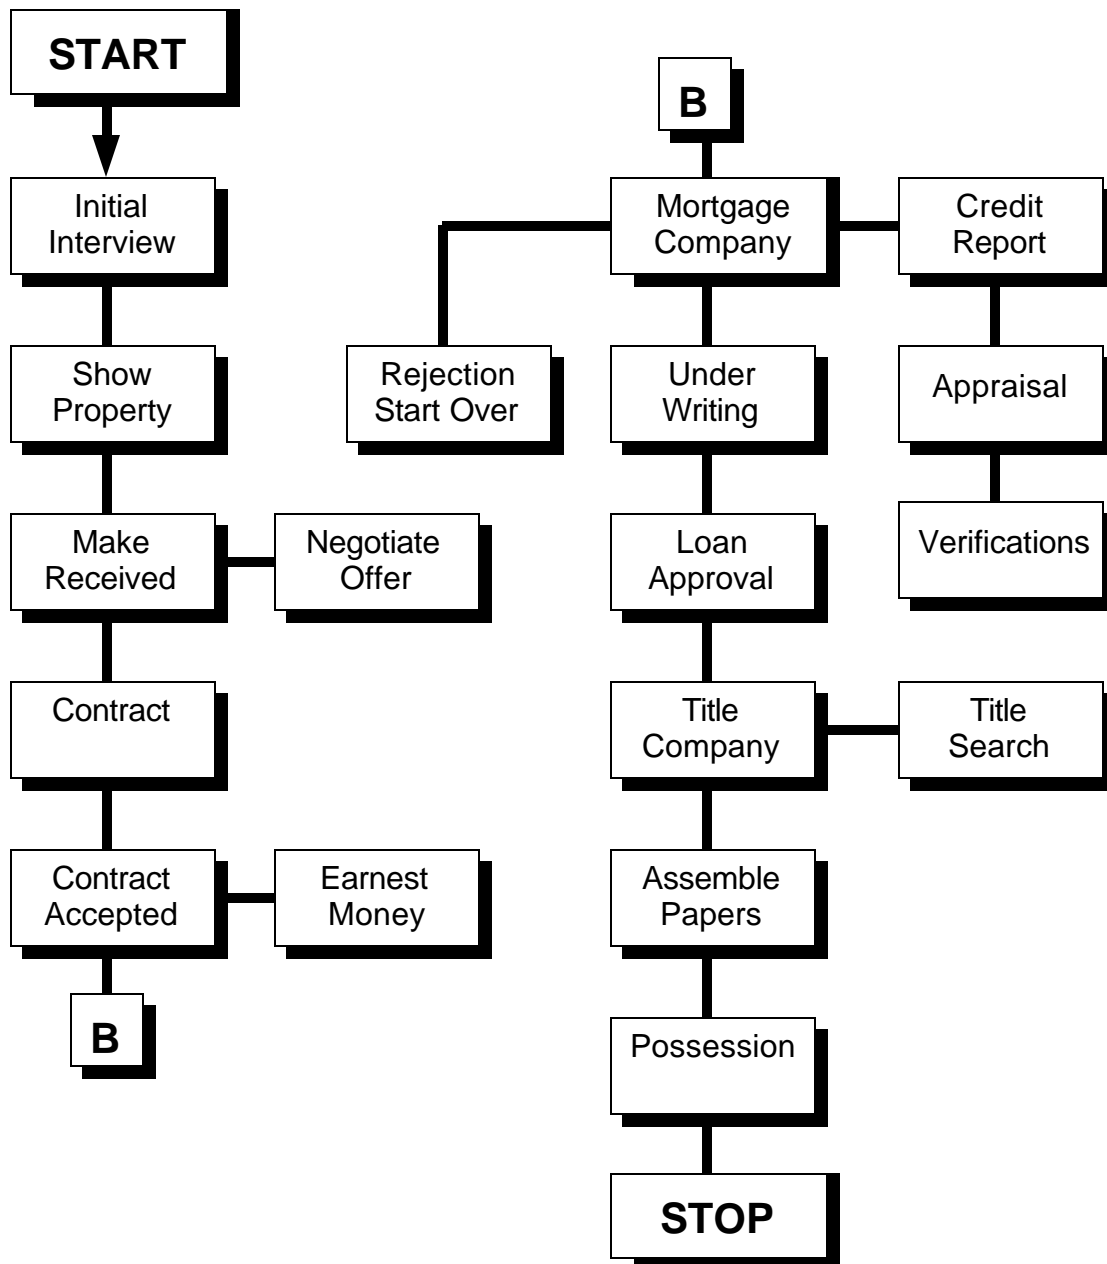 START
Initial
Interview
Show
Property
Make
Received
Negotiate
Offer
Contract
Contract
Accepted
Earnest
Money
B
B
Mortgage
Company
Credit
Report
Rejection
Start Over
Under
Writing
Appraisal
Loan
Approval
Verifications
Title
Company
Title
Search
Assemble
Papers
Possession
STOP